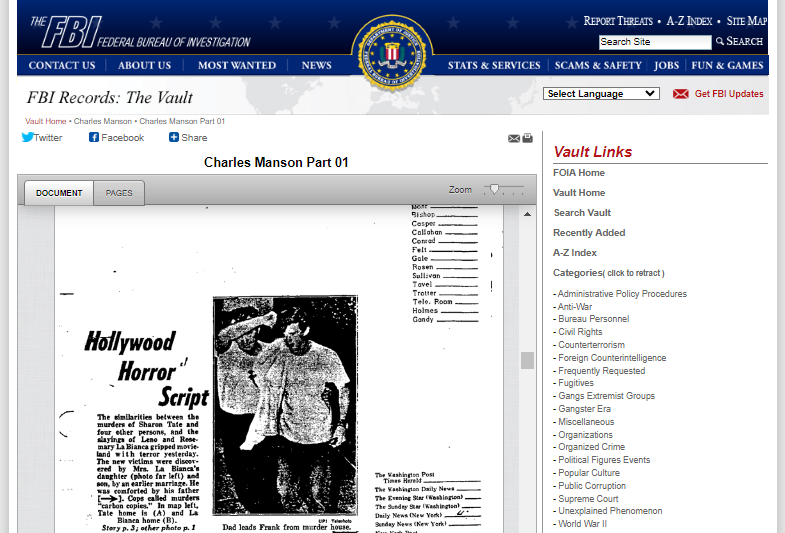 THE FBI FEDERAL BUREAU OF INVESTIGATION
REPORT THREATS • A-Z INDEX • SITE MAP
Search Site
SEARCH
CONTACT US
ABOUT US
MOST WANTED
NEWS
STATS & SERVICES
SCAMS & SAFETY
JOBS
FUN & GAMES
FBI Records: The Vault
Select Language
Get FBI Updates
Vault Home • Charles Manson • Charles Manson Part 01
Twitter
Facebook
Share
Charles Manson Part 01
DOCUMENT
PAGES
Zoom
Bishop
Casper
Callahan
Conrad
Felt
Gale
Rosen
Sullivan
Tavel
Trotter
Tele. Room
Holmes
Gandy
Hollywood
Horror
Script
The similarities between the
murders of Sharon Tate and
four other persons, and the
slayings of Leno and Rose-
mary La Bianca gripped movie-
land with terror yesterday.
The new victims were discov-
ered by Mrs. La Bianca's
daughter (photo far left) and
son, by an earlier marriage. He
was comforted by his father
[→]. Cops called murders
"carbon copies." In map left,
Tate home is (A) and La
Bianca home (B).
Story p. 3; other photo p. 1
UPI Telephoto
Dad leads Frank from murder house.
The Washington Post
Times Herald
The Washington Daily News
The Evening Star (Washington)
The Sunday Star (Washington)
Daily News (New York)
Sunday News (New York)
Vault Links
FOIA Home
Vault Home
Search Vault
Recently Added
A-Z Index
Categories( click to retract )
- Administrative Policy Procedures
- Anti-War
- Bureau Personnel
- Civil Rights
- Counterterrorism
- Foreign Counterintelligence
- Frequently Requested
- Fugitives
- Gangs Extremist Groups
- Gangster Era
- Miscellaneous
- Organizations
- Organized Crime
- Political Figures Events
- Popular Culture
- Public Corruption
- Supreme Court
- Unexplained Phenomenon
- World War II